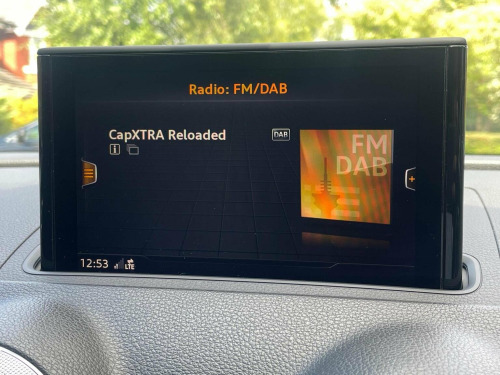 Radio: FM/DAB
CapXTRA Reloaded
DAB
i
FM
DAB
+
12:53
LTE